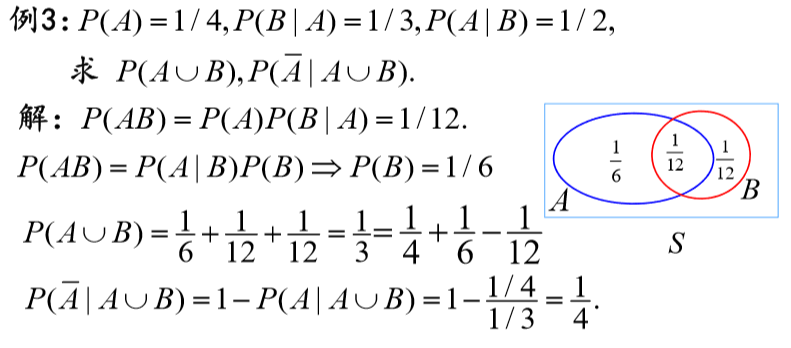 例3: P(A) = 1/4, P(B | A) = 1/3, P(A | B) = 1/2,
求 P(A∪B), P(A̅ | A∪B).
解: P(AB) = P(A)P(B | A) = 1/12.
P(AB) = P(A | B)P(B) ⇒ P(B) = 1/6
P(A∪B) = 1/6 + 1/12 + 1/12 = 1/3 = 1/4 + 1/6 − 1/12
P(A̅ | A∪B) = 1 − P(A | A∪B) = 1 − (1/4)/(1/3) = 1/4.
1/6 1/12 1/12
A B
S